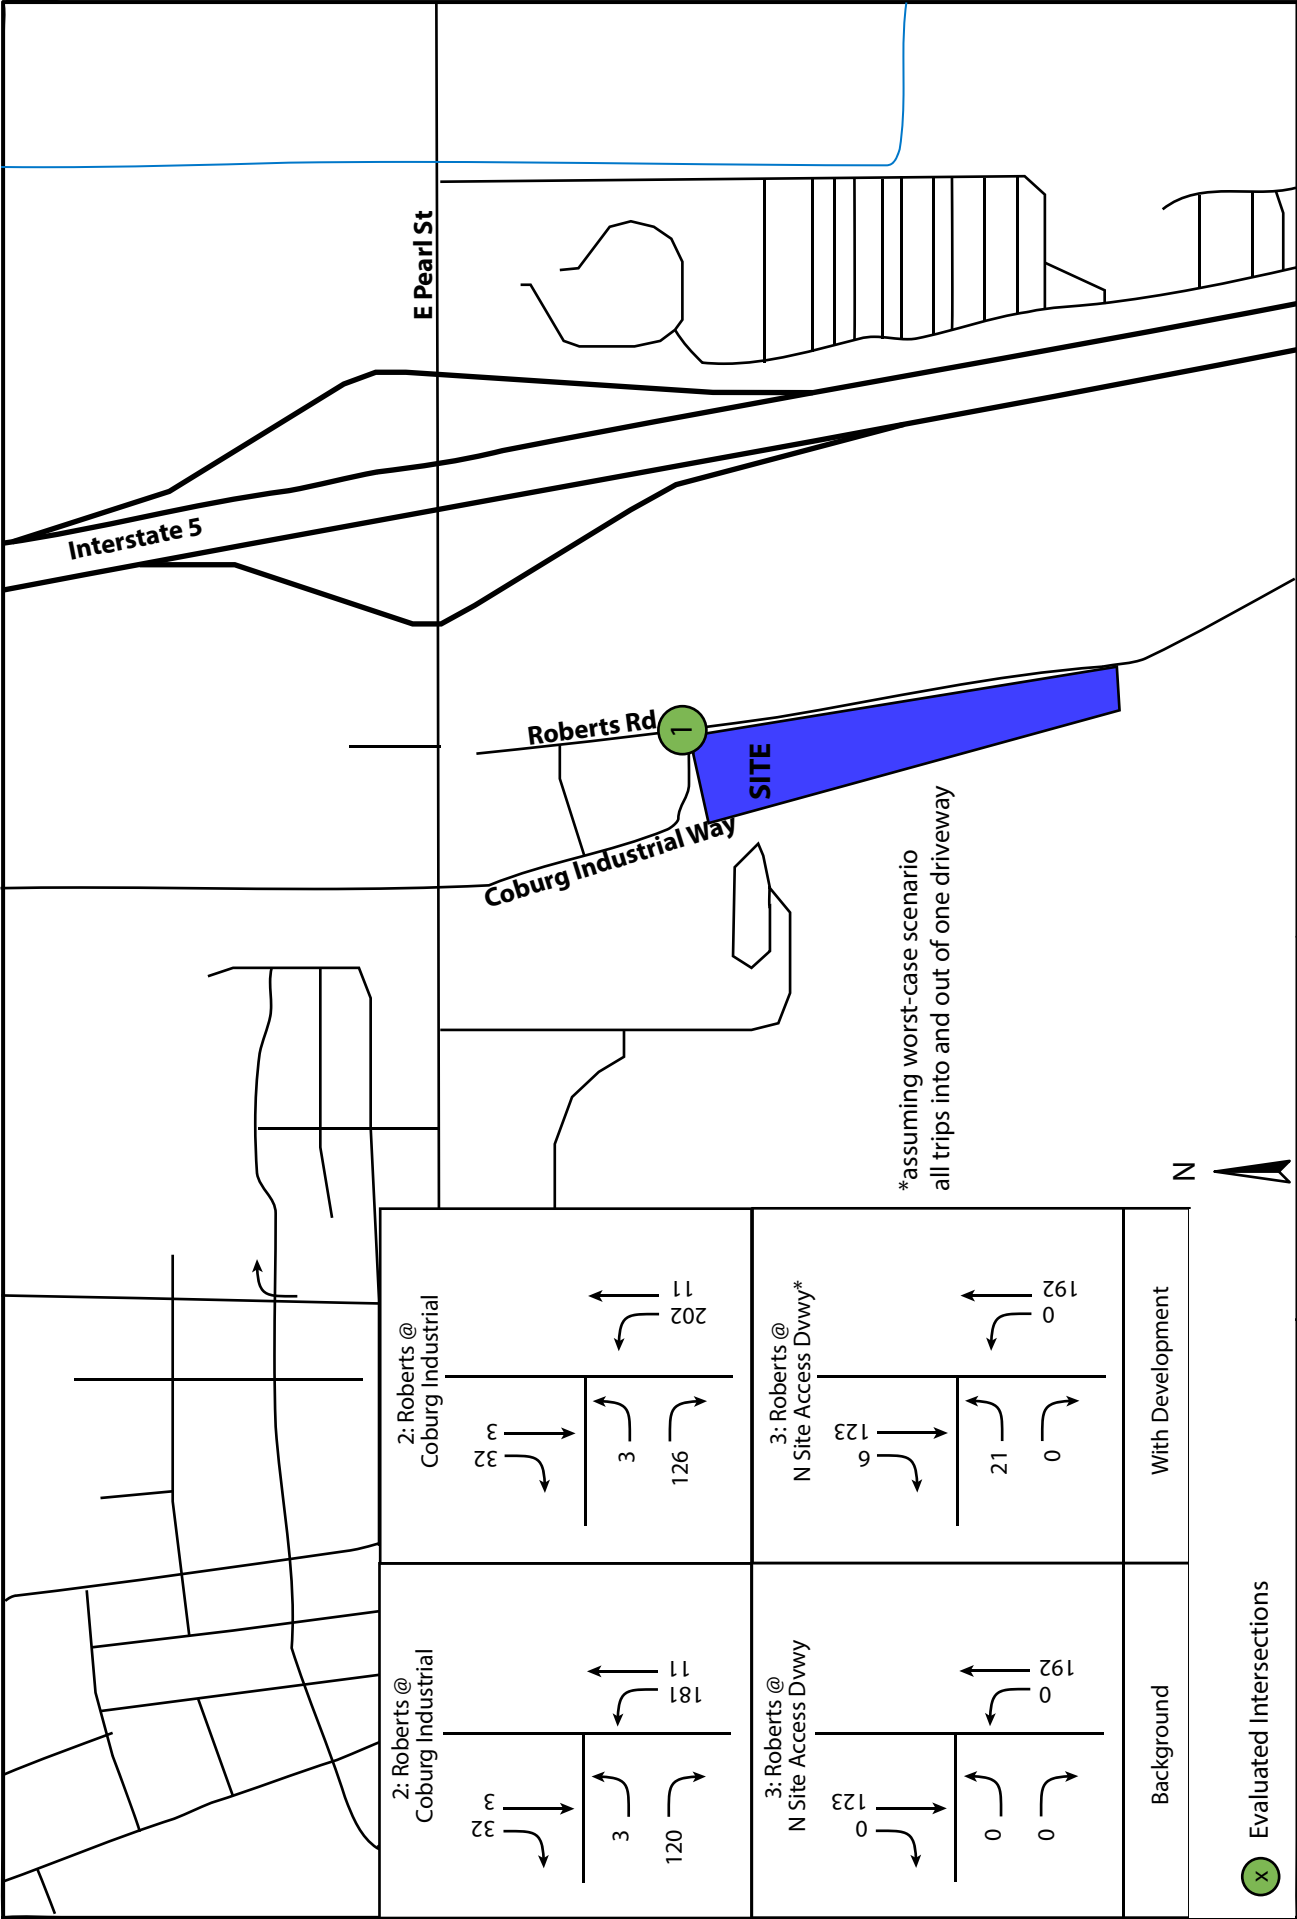 Interstate 5
E Pearl St
Roberts Rd
1
Coburg Industrial Way
SITE
*assuming worst-case scenario
all trips into and out of one driveway
N
2: Roberts @
Coburg Industrial
32
3
3
120
181
11
2: Roberts @
Coburg Industrial
32
3
3
126
202
11
3: Roberts @
N Site Access Dvwy
0
123
0
0
0
192
3: Roberts @
N Site Access Dvwy*
6
123
21
0
0
192
Background
With Development
x
Evaluated Intersections